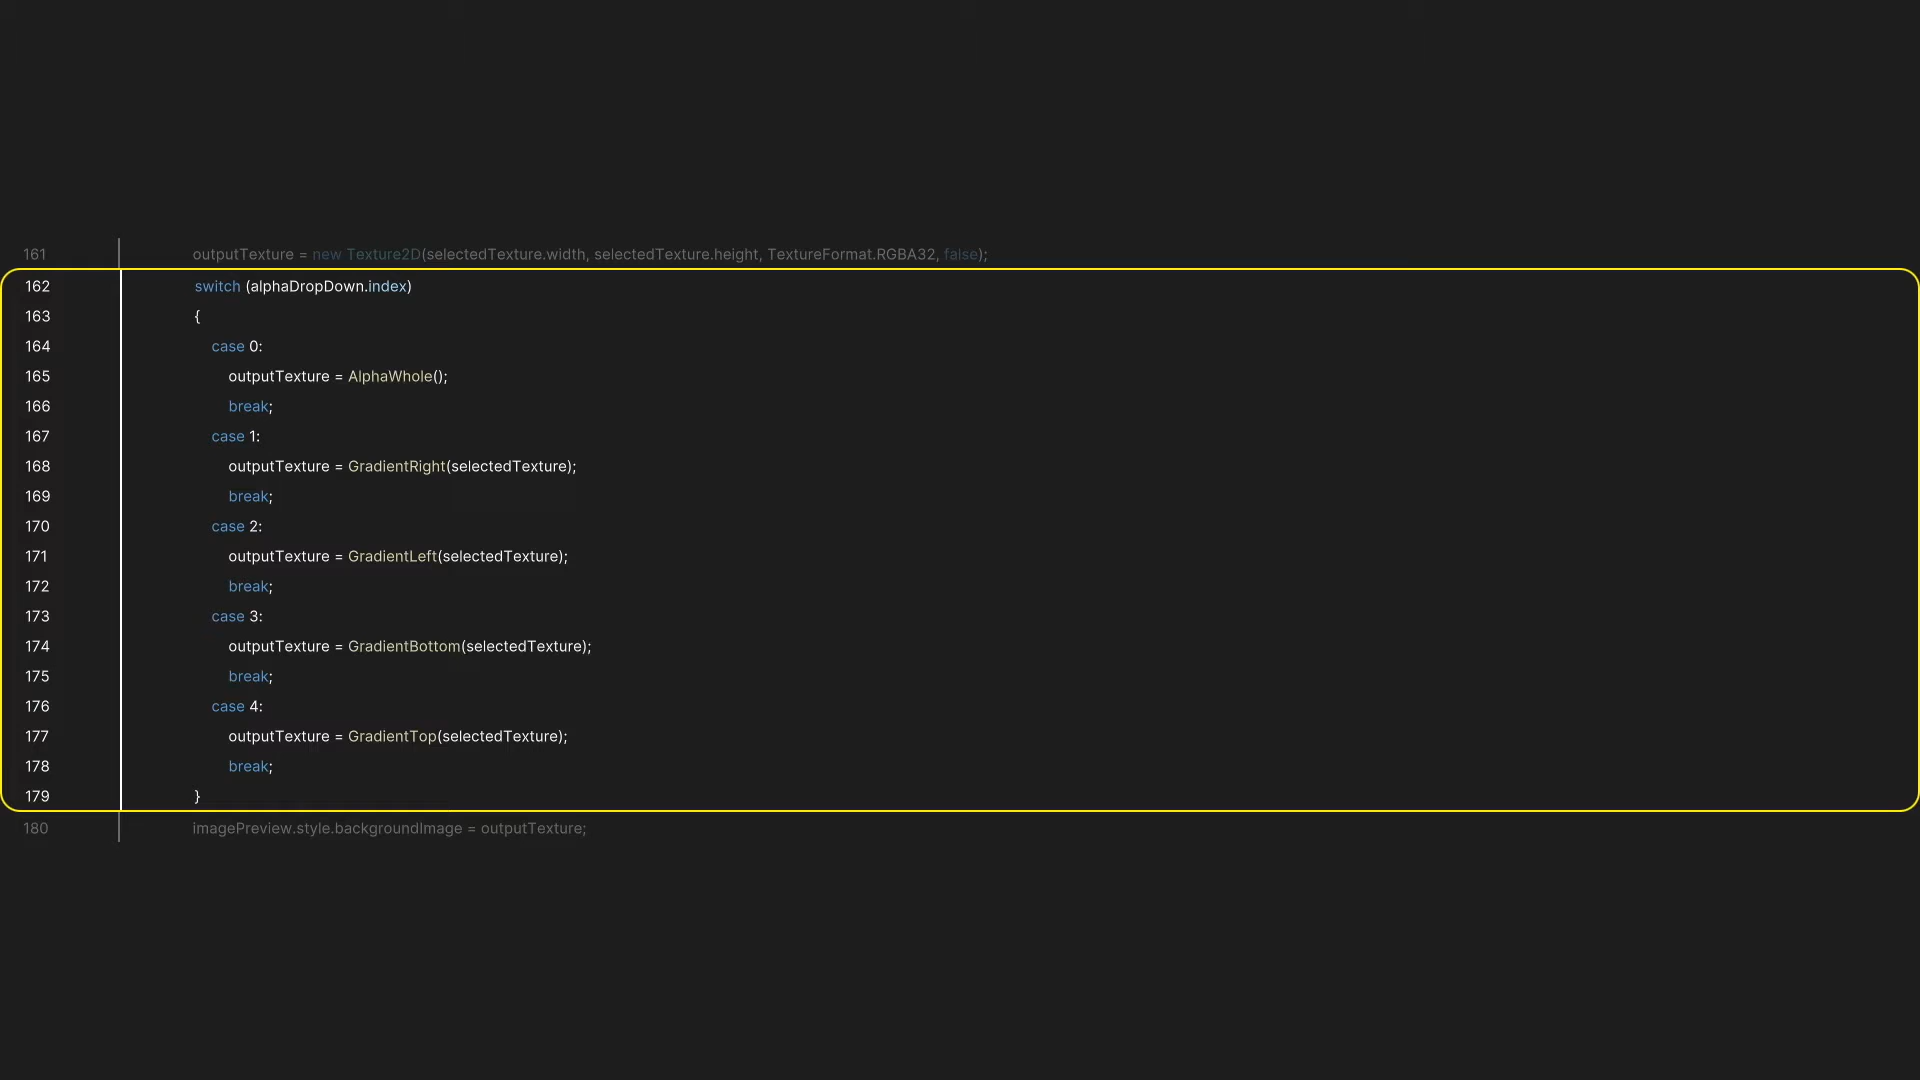 161 outputTexture = new Texture2D(selectedTexture.width, selectedTexture.height, TextureFormat.RGBA32, false);
162 switch (alphaDropDown.index)
163 {
164 case 0:
165 outputTexture = AlphaWhole();
166 break;
167 case 1:
168 outputTexture = GradientRight(selectedTexture);
169 break;
170 case 2:
171 outputTexture = GradientLeft(selectedTexture);
172 break;
173 case 3:
174 outputTexture = GradientBottom(selectedTexture);
175 break;
176 case 4:
177 outputTexture = GradientTop(selectedTexture);
178 break;
179 }
180 imagePreview.style.backgroundImage = outputTexture;